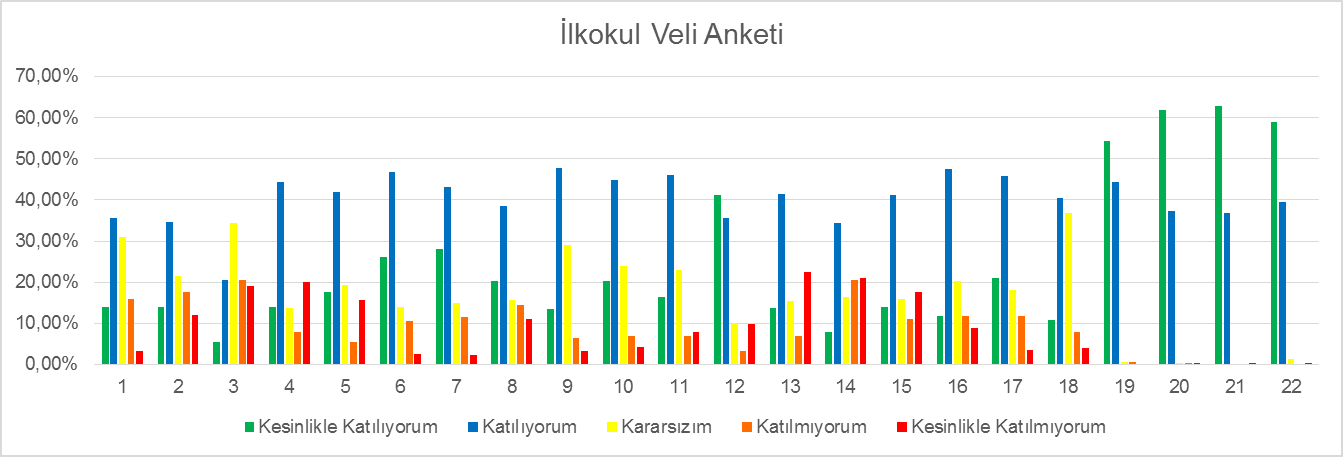 İlkokul Veli Anketi
70,00%
60,00%
50,00%
40,00%
30,00%
20,00%
10,00%
0,00%
1 2 3 4 5 6 7 8 9 10 11 12 13 14 15 16 17 18 19 20 21 22
Kesinlikle Katılıyorum Katılıyorum Kararsızım Katılmıyorum Kesinlikle Katılmıyorum